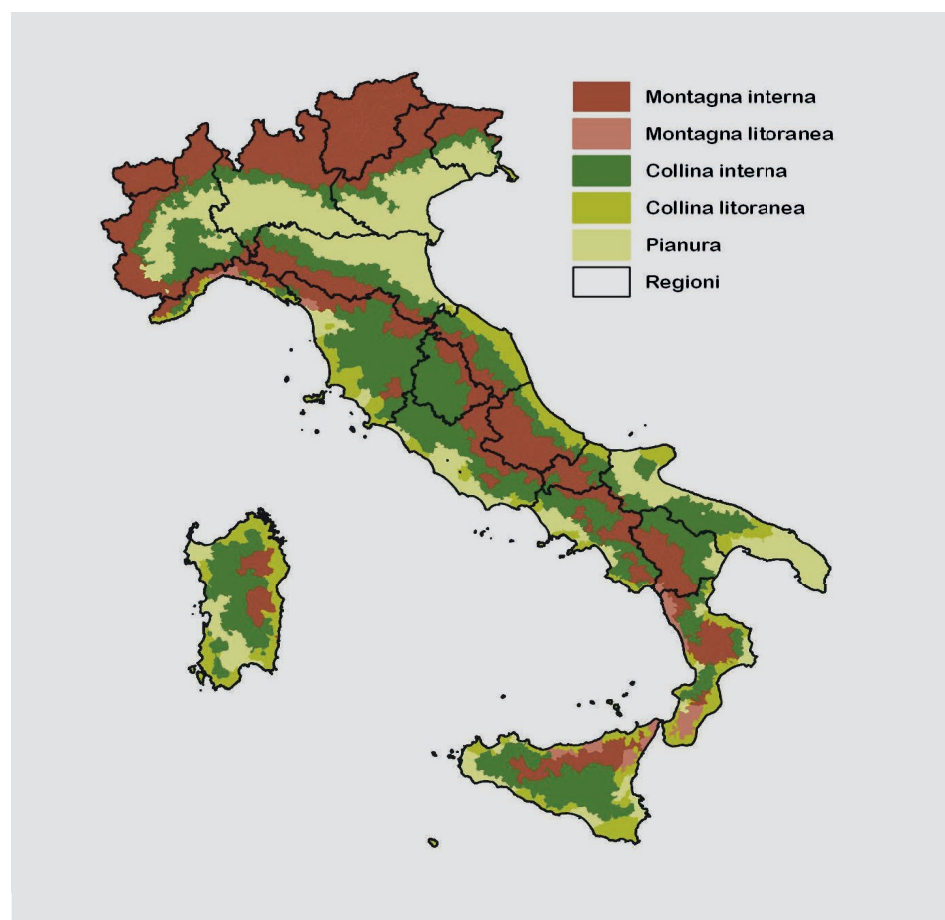 Montagna interna
Montagna litoranea
Collina interna
Collina litoranea
Pianura
Regioni